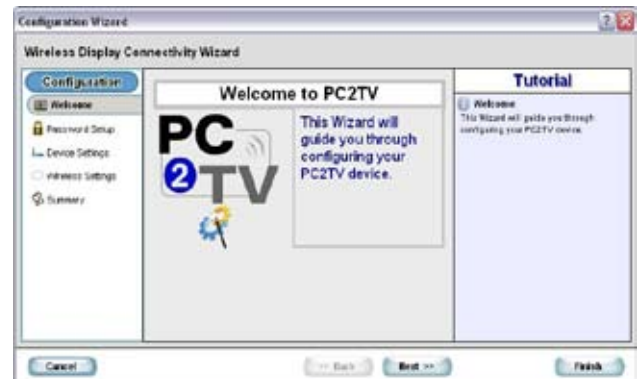 Configuration Wizard
Wireless Display Connectivity Wizard
Configuration
Welcome
Password Setup
Device Settings
Wireless Settings
Summary
Welcome to PC2TV
PC
2TV
This Wizard will
guide you through
configuring your
PC2TV device.
Tutorial
Welcome
This Wizard will guide you through
configuring your PC2TV device.
Cancel
<< Back
Next >>
Finish